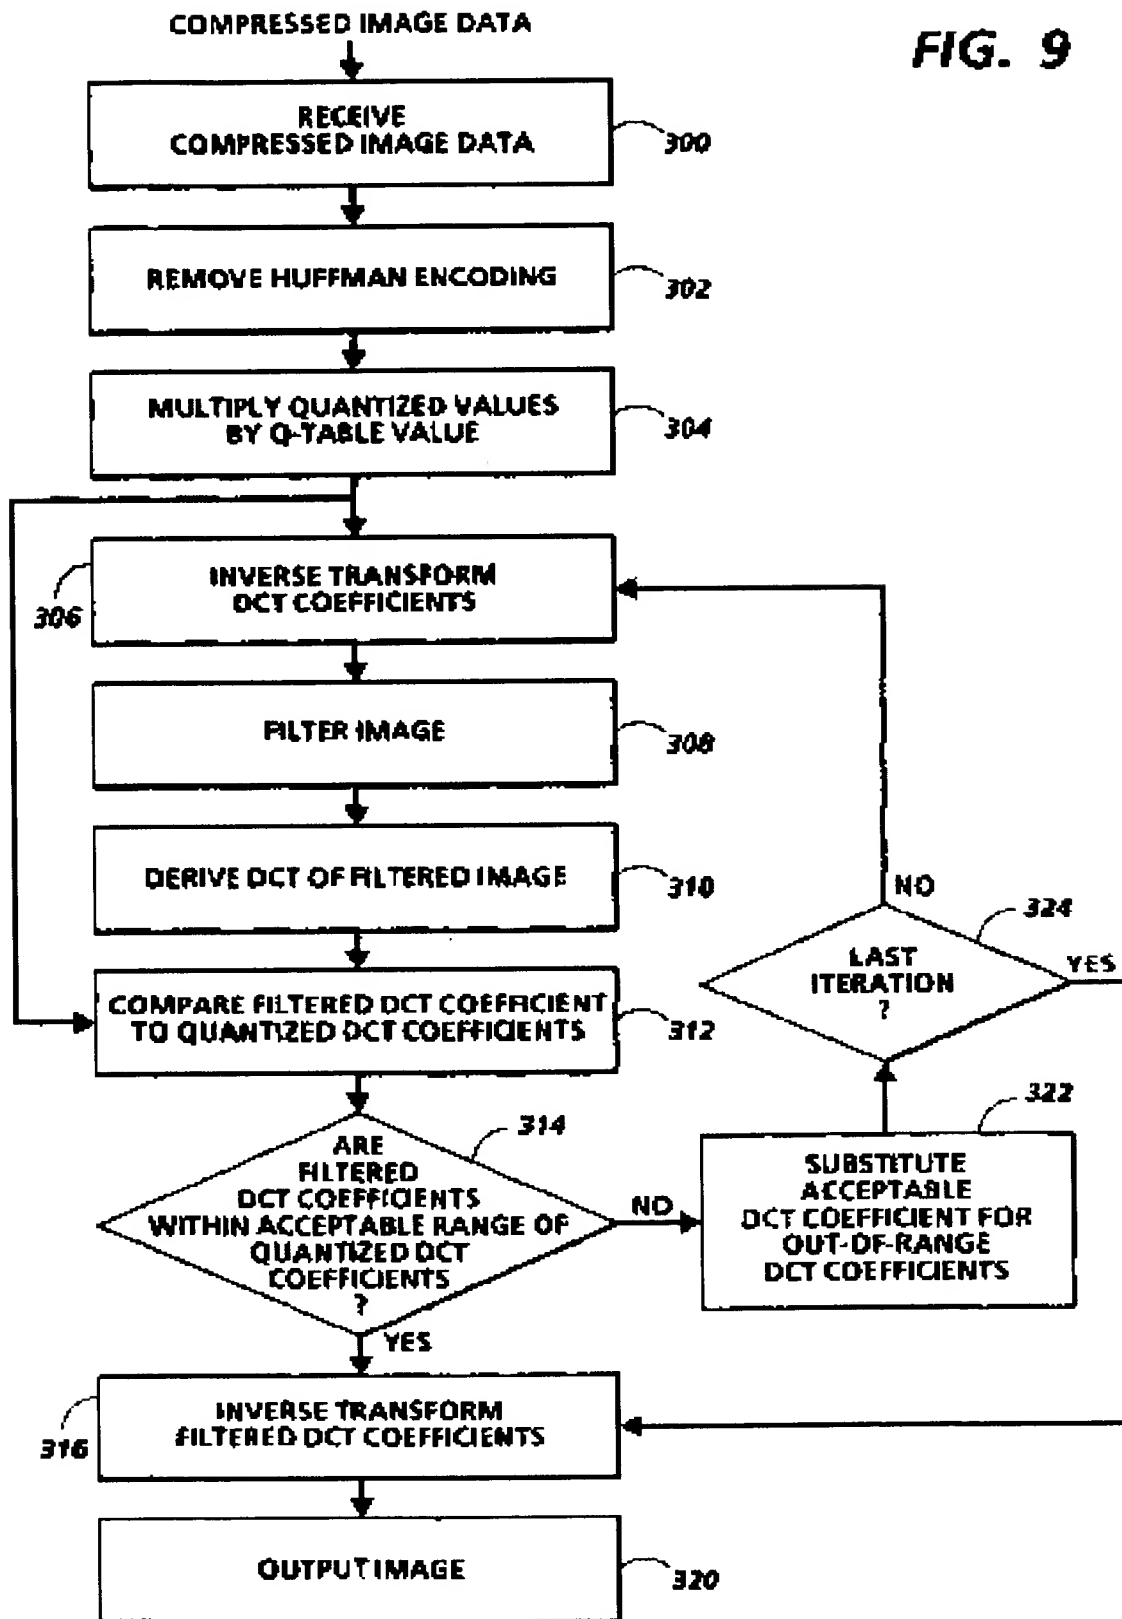 COMPRESSED IMAGE DATA
FIG. 9
RECEIVE
COMPRESSED IMAGE DATA
300
REMOVE HUFFMAN ENCODING
302
MULTIPLY QUANTIZED VALUES
BY Q-TABLE VALUE
304
INVERSE TRANSFORM
DCT COEFFICIENTS
306
FILTER IMAGE
308
DERIVE DCT OF FILTERED IMAGE
310
COMPARE FILTERED DCT COEFFICIENT
TO QUANTIZED DCT COEFFICIENTS
312
ARE
FILTERED
DCT COEFFICIENTS
WITHIN ACCEPTABLE RANGE OF
QUANTIZED DCT
COEFFICIENTS
?
314
NO
YES
SUBSTITUTE
ACCEPTABLE
DCT COEFFICIENT FOR
OUT-OF-RANGE
DCT COEFFICIENTS
322
LAST
ITERATION
?
324
NO
YES
INVERSE TRANSFORM
FILTERED DCT COEFFICIENTS
316
OUTPUT IMAGE
320